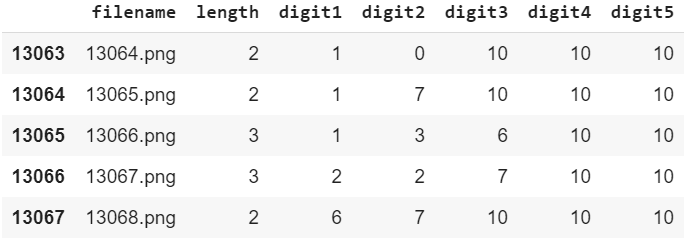 filename length digit1 digit2 digit3 digit4 digit5
13063 13064.png 2 1 0 10 10 10
13064 13065.png 2 1 7 10 10 10
13065 13066.png 3 1 3 6 10 10
13066 13067.png 3 2 2 7 10 10
13067 13068.png 2 6 7 10 10 10